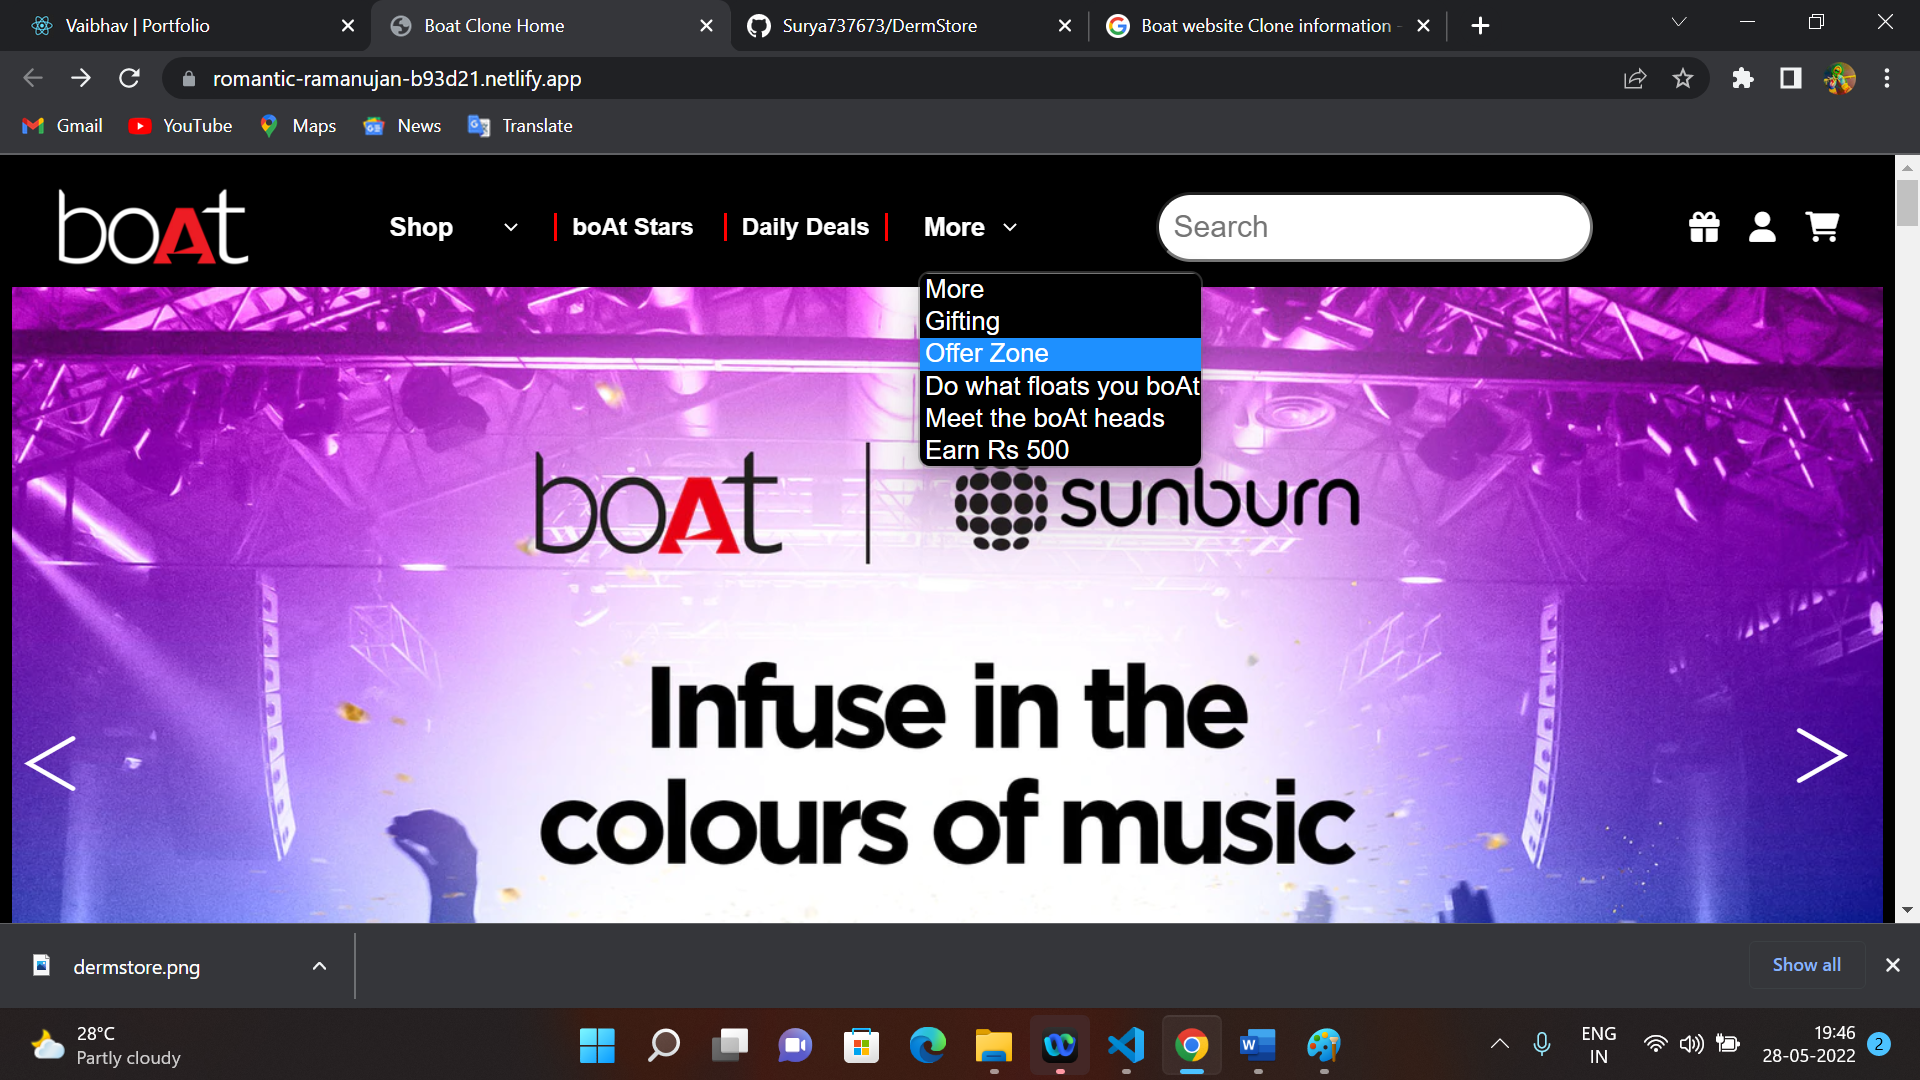 Vaibhav | Portfolio
Boat Clone Home
Surya737673/DermStore
Boat website Clone information -
romantic-ramanujan-b93d21.netlify.app
Gmail
YouTube
Maps
News
Translate
boAt
Shop
boAt Stars
Daily Deals
More
Search
More
Gifting
Offer Zone
Do what floats you boAt
Meet the boAt heads
Earn Rs 500
boAt
sunburn
Infuse in the
colours of music
dermstore.png
Show all
28°C
Partly cloudy
ENG
IN
19:46
28-05-2022
2